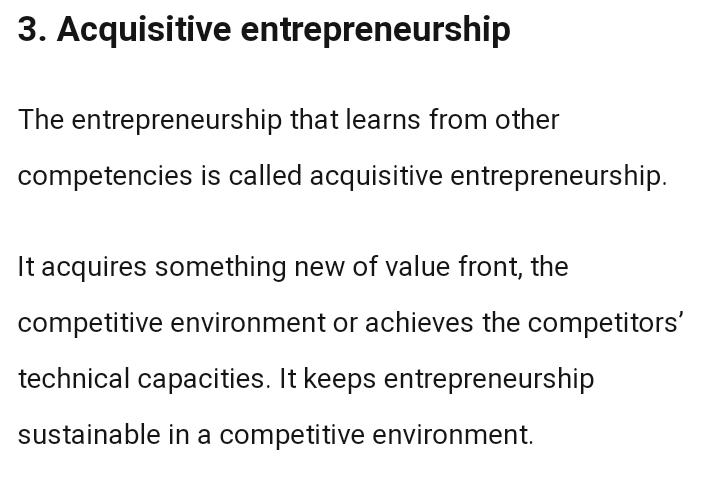 3. Acquisitive entrepreneurship
The entrepreneurship that learns from other
competencies is called acquisitive entrepreneurship.
It acquires something new of value front, the
competitive environment or achieves the competitors’
technical capacities. It keeps entrepreneurship
sustainable in a competitive environment.